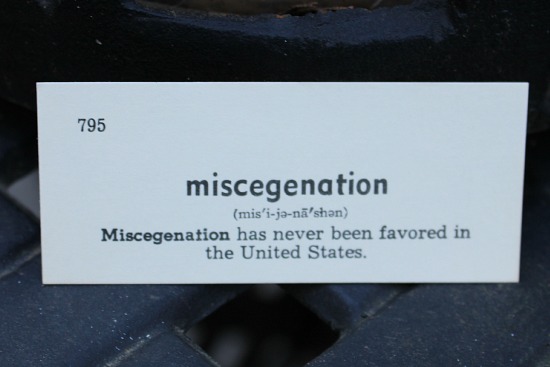 795
miscegenation
(mis′i-jə-nā′shən)
Miscegenation has never been favored in
the United States.